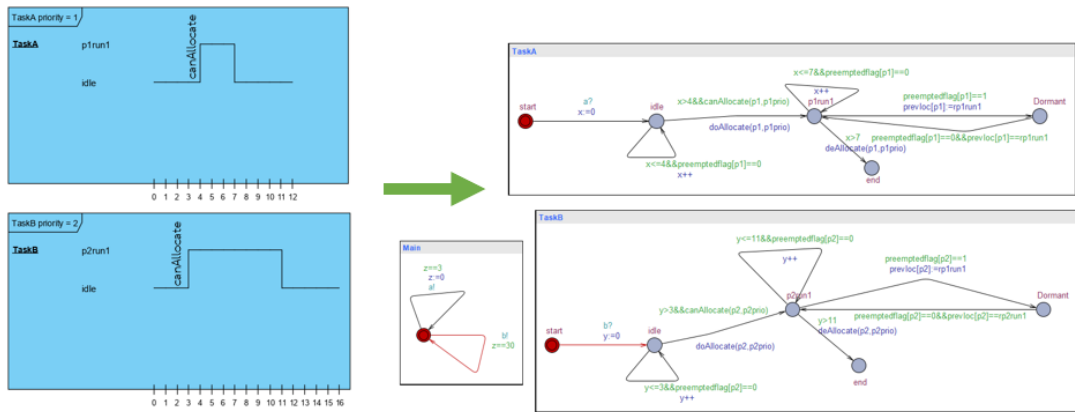 TaskA priority = 1
TaskA
p1run1
canAllocate
idle
0 1 2 3 4 5 6 7 8 9 10 11 12
TaskB priority = 2
TaskB
p2run1
canAllocate
idle
0 1 2 3 4 5 6 7 8 9 10 11 12 13 14 15 16
TaskA
start
a?
x:=0
idle
x<=4&&preemptedflag[p1]==0
x++
x>4&&canAllocate(p1,p1prio)
doAllocate(p1,p1prio)
x<=7&&preemptedflag[p1]==0
x++
p1run1
preemptedflag[p1]==1
prevloc[p1]:=rp1run1
Dormant
preemptedflag[p1]==0&&prevloc[p1]==rp1run1
x>7
deAllocate(p1,p1prio)
end
Main
z==3
z:=0
a!
b!
z==30
TaskB
start
b?
y:=0
idle
y<=3&&preemptedflag[p2]==0
y++
y>3&&canAllocate(p2,p2prio)
doAllocate(p2,p2prio)
y<=11&&preemptedflag[p2]==0
y++
p2run1
preemptedflag[p2]==1
prevloc[p2]:=rp1run1
Dormant
preemptedflag[p2]==0&&prevloc[p2]==rp2run1
y>11
deAllocate(p2,p2prio)
end